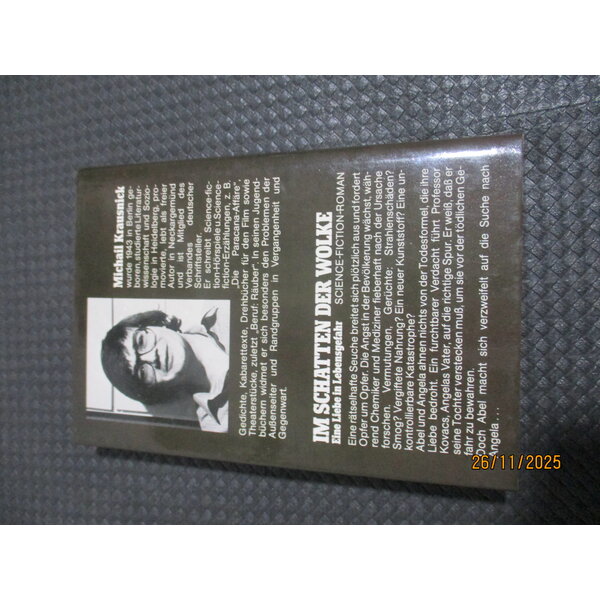 Michail Krausnick
wurde 1943 in Berlin ge-
boren, studierte Literatur-
wissenschaft und Sozio-
logie in Heidelberg, pro-
movierte, lebt als freier
Autor in Neckargemünd
und ist Mitglied des
Verbandes deutscher
Schriftsteller.
Er schreibt Science-fic-
tion-Hörspiele u. Science-
fiction-Erzählungen, z. B.
„Die Paracana-Affäre",
Gedichte, Kabarettexte, Drehbücher für den Film sowie
Theaterstücke, zuletzt „Beruf: Räuber". In seinen Jugend-
büchern widmet er sich besonders den Problemen der
Außenseiter und Randgruppen in Vergangenheit und
Gegenwart.
IM SCHATTEN DER WOLKE
Eine Liebe in Lebensgefahr SCIENCE-FICTION-ROMAN
Eine rätselhafte Seuche breitet sich plötzlich aus und fordert
Opfer um Opfer. Die Angst in der Bevölkerung wächst, wäh-
rend Chemiker und Mediziner fieberhaft nach der Ursache
forschen. Vermutungen, Gerüchte: Strahlenschäden?
Smog? Vergiftete Nahrung? Ein neuer Kunststoff? Eine un-
kontrollierbare Katastrophe?
Abel und Angela ahnen nichts von der Todesformel, die ihre
Liebe bedroht. Ein furchtbarer Verdacht führt Professor
Kovacs, Angelas Vater, auf die richtige Spur. Er weiß, daß er
seine Tochter verstecken muß, um sie vor der tödlichen Ge-
fahr zu bewahren.
Doch Abel macht sich verzweifelt auf die Suche nach
Angela ...
26/11/2025